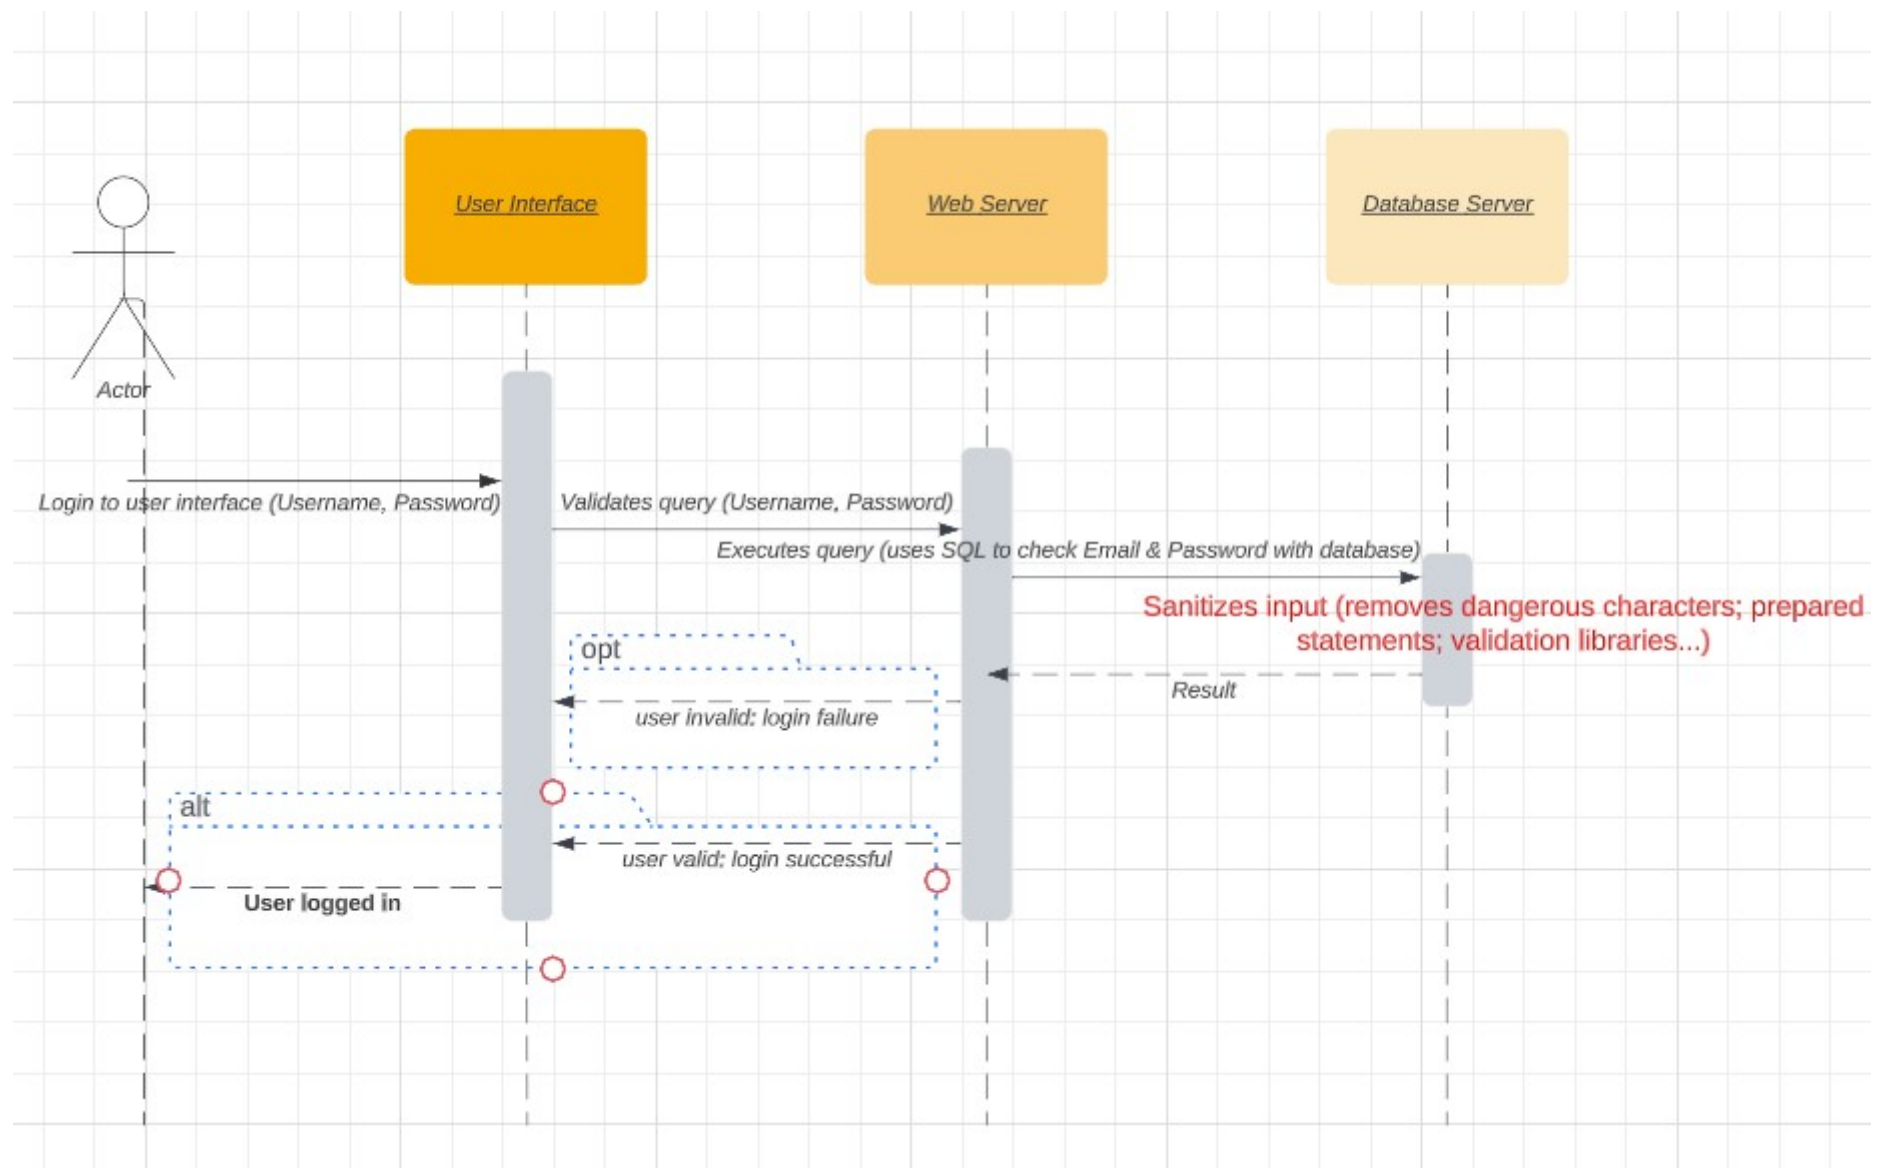 User Interface
Web Server
Database Server
Actor
Login to user interface (Username, Password)
Validates query (Username, Password)
Executes query (uses SQL to check Email & Password with database)
Sanitizes input (removes dangerous characters; prepared
statements; validation libraries...)
opt
Result
user invalid: login failure
alt
user valid: login successful
User logged in